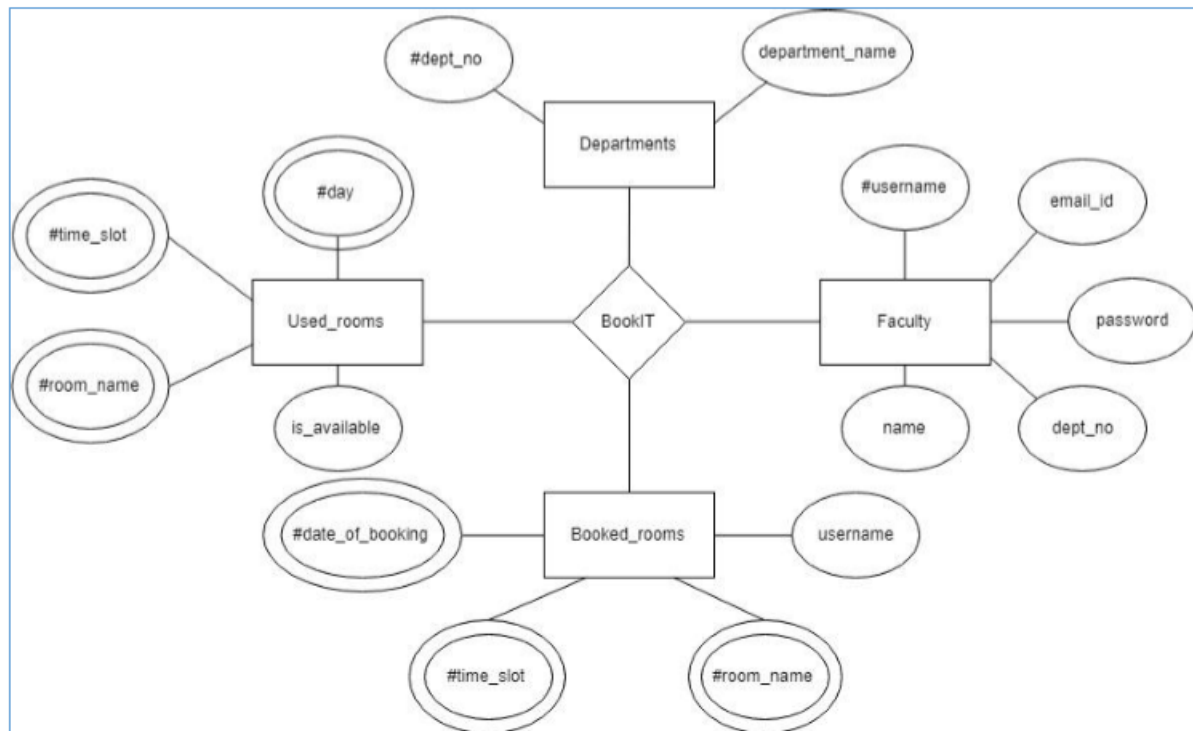 #dept_no
department_name
Departments
#day
#username
email_id
#time_slot
Used_rooms
BookIT
Faculty
password
#room_name
is_available
name
dept_no
#date_of_booking
Booked_rooms
username
#time_slot
#room_name